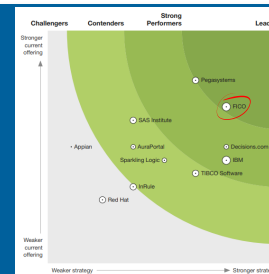 Challengers Contenders Strong Performers Lead
Stronger current offering
Pegasystems
FICO
SAS Institute
Appian
AuraPortal
Decisions.com
Sparkling Logic
IBM
TIBCO Software
InRule
Red Hat
Weaker current offering
Weaker strategy Stronger strate